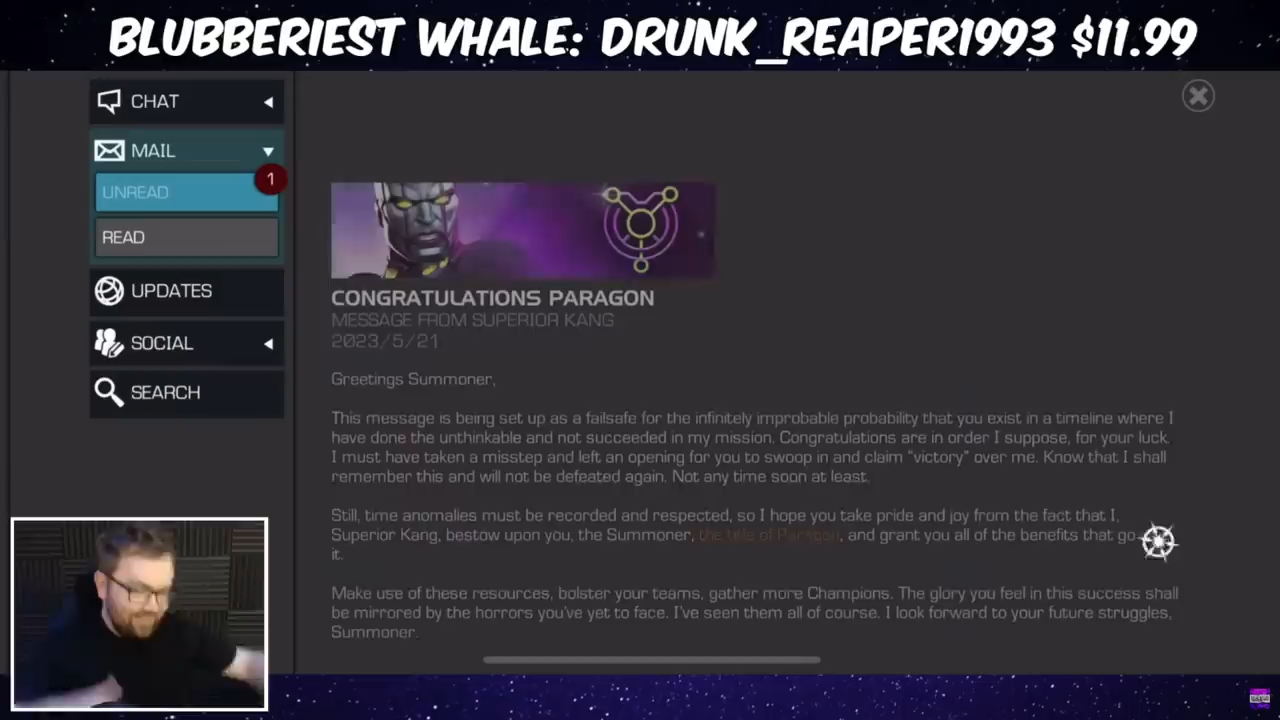 BLUBBERIEST WHALE: DRUNK_REAPER1993 $11.99
CHAT
MAIL
1
UNREAD
READ
UPDATES
SOCIAL
SEARCH
CONGRATULATIONS PARAGON
MESSAGE FROM SUPERIOR KANG
2023/5/21
Greetings Summoner,
This message is being set up as a failsafe for the infinitely improbable probability that you exist in a timeline where I
have done the unthinkable and not succeeded in my mission. Congratulations are in order I suppose, for your luck.
I must have taken a misstep and left an opening for you to swoop in and claim "victory" over me. Know that I shall
remember this and will not be defeated again. Not any time soon at least.
Still, time anomalies must be recorded and respected, so I hope you take pride and joy from the fact that I,
Superior Kang, bestow upon you, the Summoner, the title of Paragon, and grant you all of the benefits that go
it.
Make use of these resources, bolster your teams, gather more Champions. The glory you feel in this success shall
be mirrored by the horrors you've yet to face. I've seen them all of course. I look forward to your future struggles,
Summoner.